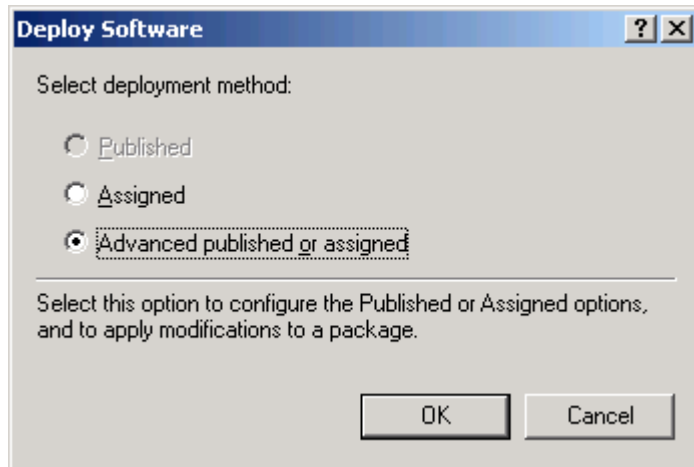 Deploy Software
Select deployment method:
Published
Assigned
Advanced published or assigned
Select this option to configure the Published or Assigned options,
and to apply modifications to a package.
OK Cancel